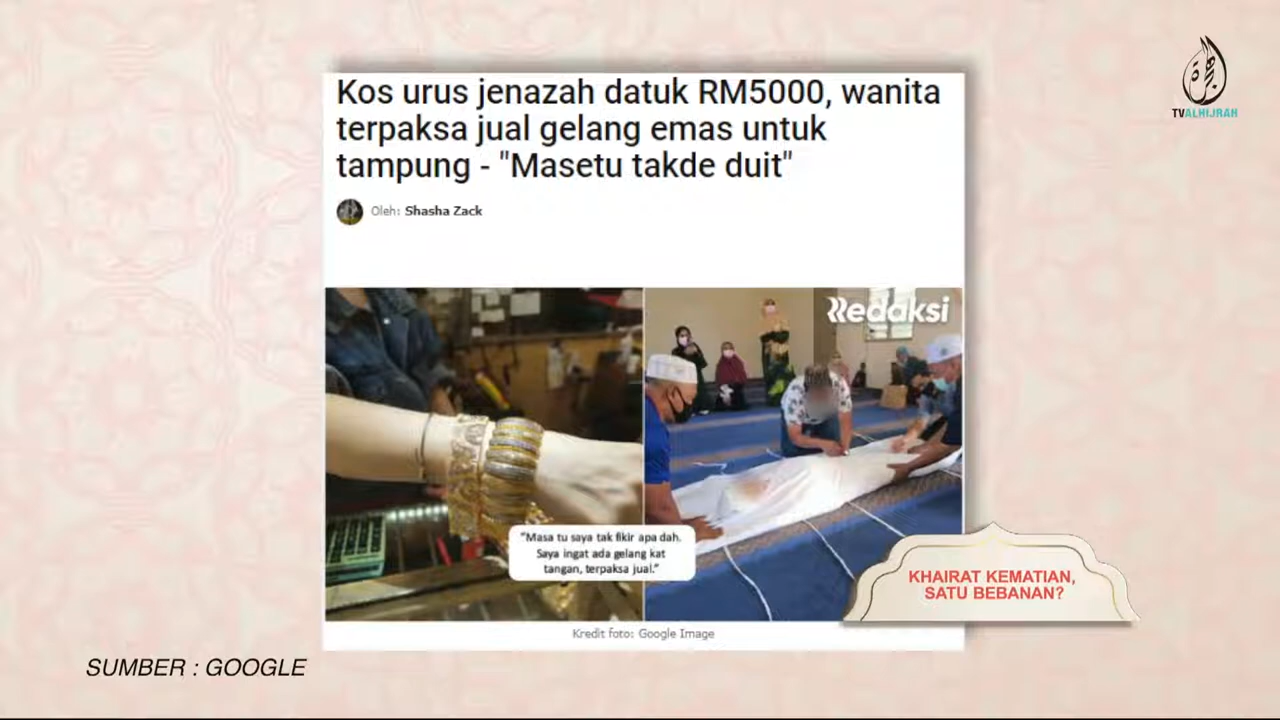 Kos urus jenazah datuk RM5000, wanita
terpaksa jual gelang emas untuk
tampung - "Masetu takde duit"
Oleh: Shasha Zack
TVALHIJRAH
Redaksi
"Masa tu saya tak fikir apa dah.
Saya ingat ada gelang kat
tangan, terpaksa jual."
KHAIRAT KEMATIAN,
SATU BEBANAN?
Kredit foto: Google Image
SUMBER : GOOGLE